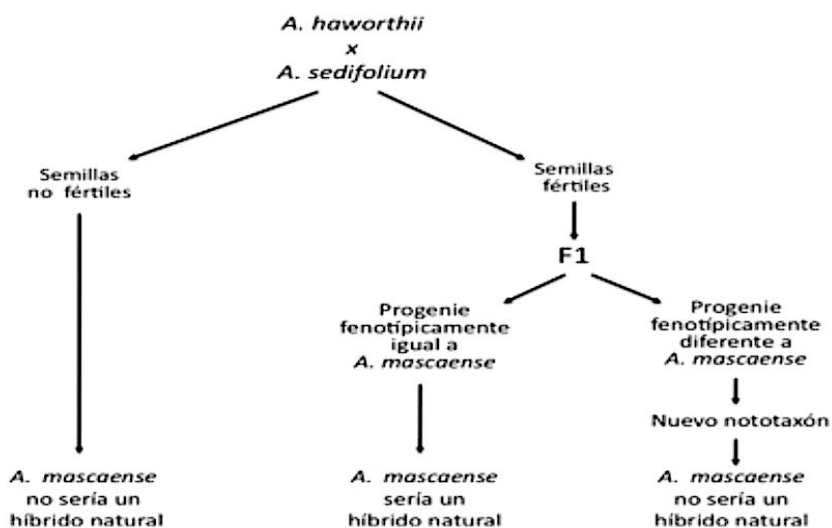 A. haworthii
x
A. sedifolium
Semillas
no fértiles
Semillas
fértiles
F1
Progenie
fenotípicamente
igual a
A. mascaense
Progenie
fenotípicamente
diferente a
A. mascaense
Nuevo nototaxón
A. mascaense
no sería un
híbrido natural
A. mascaense
sería un
híbrido natural
A. mascaense
no sería un
híbrido natural